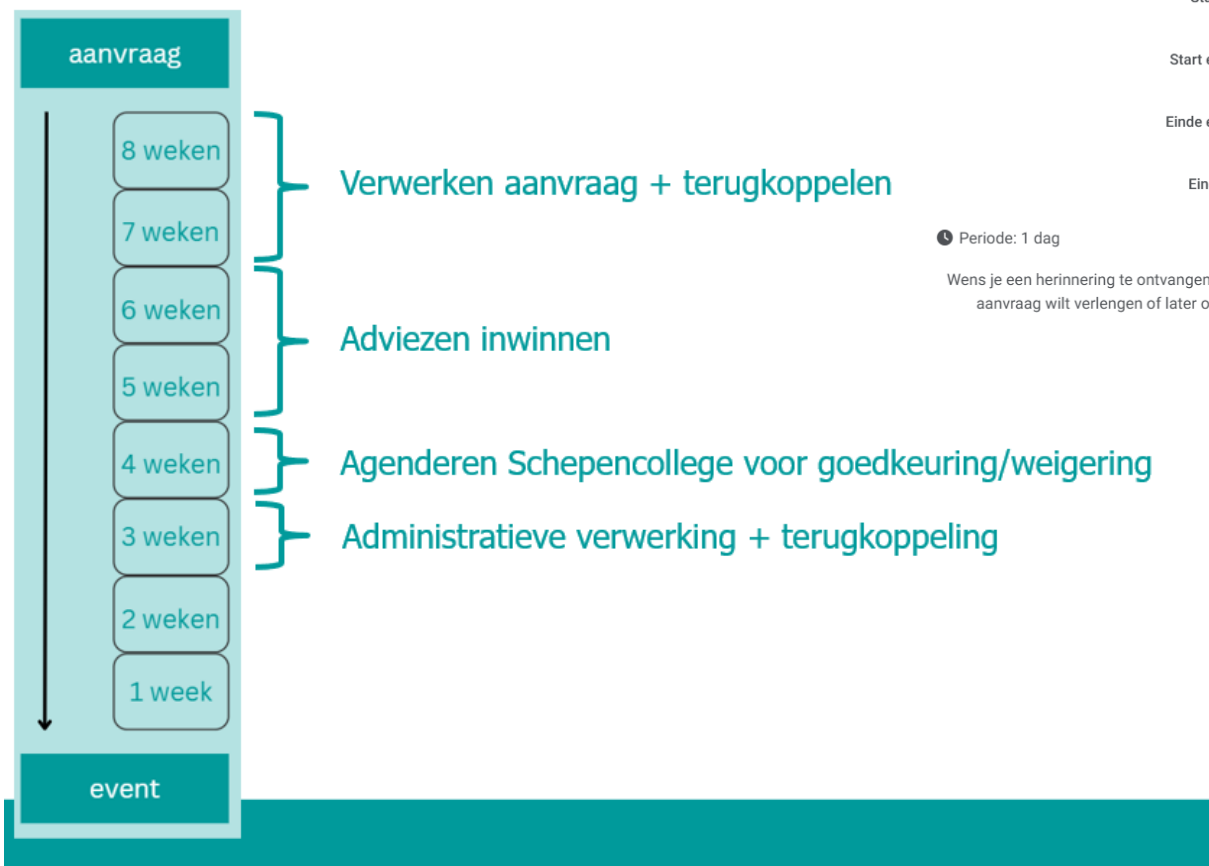 aanvraag
8 weken
7 weken
Verwerken aanvraag + terugkoppelen
6 weken
5 weken
Adviezen inwinnen
4 weken
Agenderen Schepencollege voor goedkeuring/weigering
3 weken
Administratieve verwerking + terugkoppeling
2 weken
1 week
event
Start
Einde
Periode: 1 dag
Wens je een herinnering te ontvangen
aanvraag wilt verlengen of later